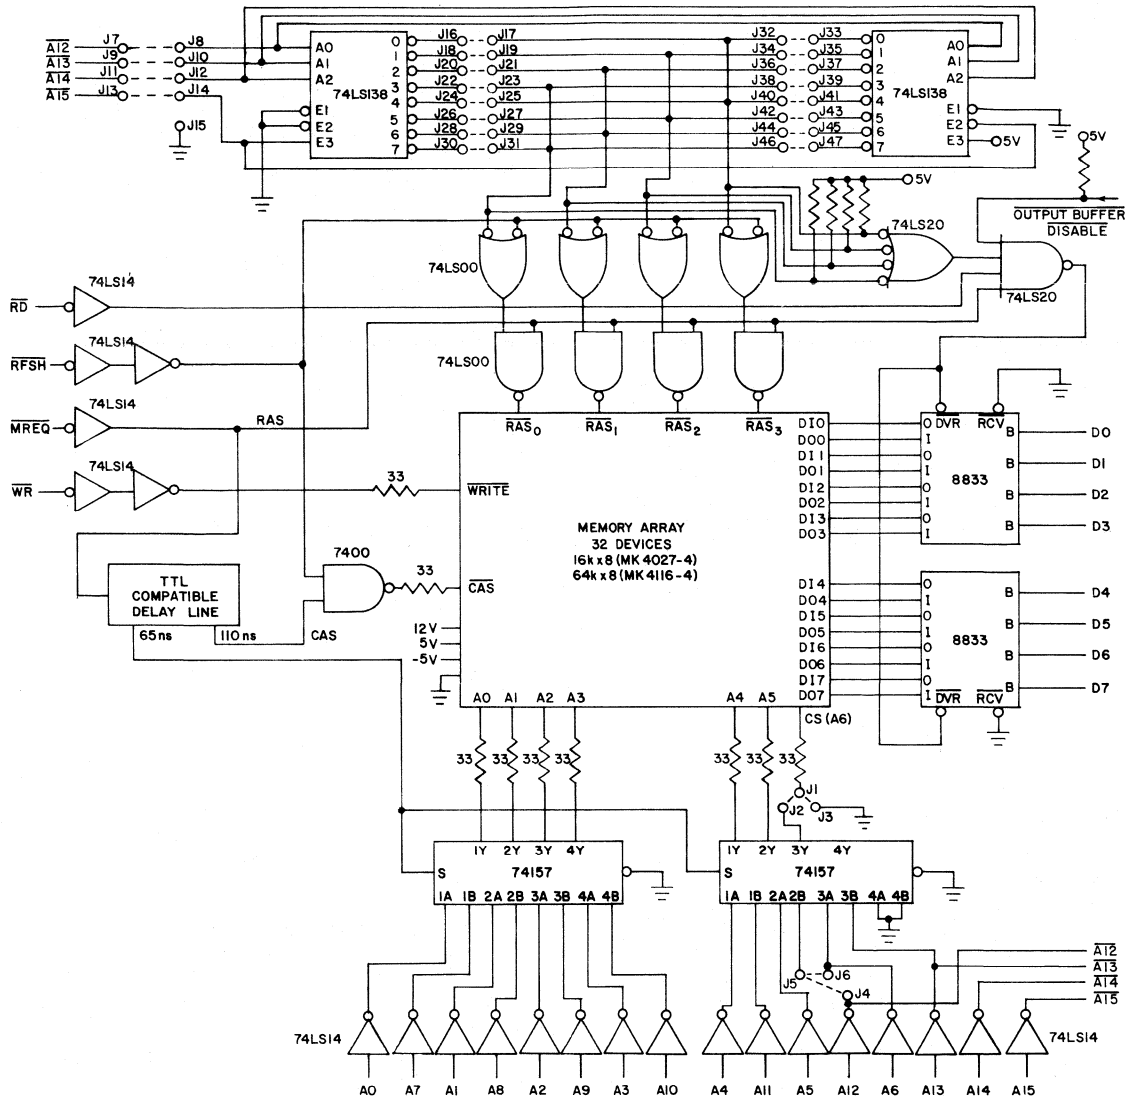 A12 J7 J8 A0 0 J16 J17 J32 J33 0 A0
A13 J9 J10 A1 1 J18 J19 J34 J35 1 A1
A14 J11 J12 A2 2 J20 J21 J36 J37 2 A2
A15 J13 J14 74LS138 3 J22 J23 J38 J39 3 74LS138
4 J24 J25 J40 J41 4
E1 5 J26 J27 J42 J43 5 E1
J15 E2 6 J28 J29 J44 J45 6 E2
E3 7 J30 J31 J46 J47 7 E3 5V
5V
5V
OUTPUT BUFFER
DISABLE
74LS20
74LS00
74LS20
RD 74LS14
RFSH 74LS14
74LS00
MREQ 74LS14
RAS
WR 74LS14
33
WRITE
RAS0 RAS1 RAS2 RAS3
MEMORY ARRAY
32 DEVICES
16k x 8 (MK 4027-4)
64k x 8 (MK 4116-4)
DI0 O DVR RCV
DO0 I B D0
DI1 O
DO1 I B D1
8833
DI2 O
DO2 I B D2
DI3 O
DO3 I B D3
7400
33
CAS
TTL
COMPATIBLE
DELAY LINE
65ns 110ns CAS
12V
5V
-5V
DI4 O
DO4 I B D4
DI5 O
DO5 I B D5
8833
DI6 O
DO6 I B D6
DI7 O
DO7 I B D7
DVR RCV
A0 A1 A2 A3 A4 A5
CS (A6)
33 33 33 33 33 33 33
J1
J2 J3
1Y 2Y 3Y 4Y 1Y 2Y 3Y 4Y
S 74157 S 74157
1A 1B 2A 2B 3A 3B 4A 4B 1A 1B 2A 2B 3A 3B 4A 4B
A12
A13
A14
A15
J5 J6
J4
74LS14 74LS14
A0 A7 A1 A8 A2 A9 A3 A10 A4 A11 A5 A12 A6 A13 A14 A15